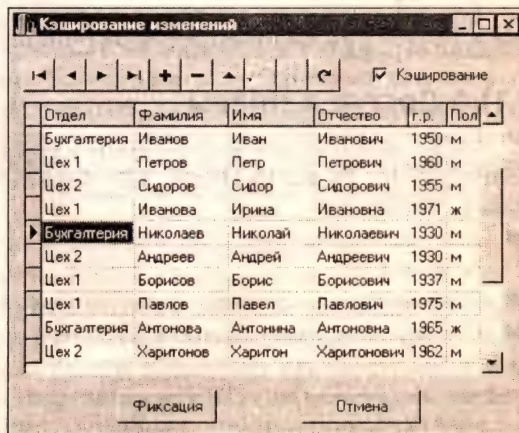 Кэширование изменений
Кэширование
Отдел Фамилия Имя Отчество г.р. Пол
Бухгалтерия Иванов Иван Иванович 1950 м
Цех 1 Петров Петр Петрович 1960 м
Цех 2 Сидоров Сидор Сидорович 1955 м
Цех 1 Иванова Ирина Ивановна 1971 ж
Бухгалтерия Николаев Николай Николаевич 1930 м
Цех 2 Андреев Андрей Андреевич 1930 м
Цех 1 Борисов Борис Борисович 1937 м
Цех 1 Павлов Павел Павлович 1975 м
Бухгалтерия Антонова Антонина Антоновна 1965 ж
Цех 2 Харитонов Харитон Харитонович 1962 м
Фиксация Отмена